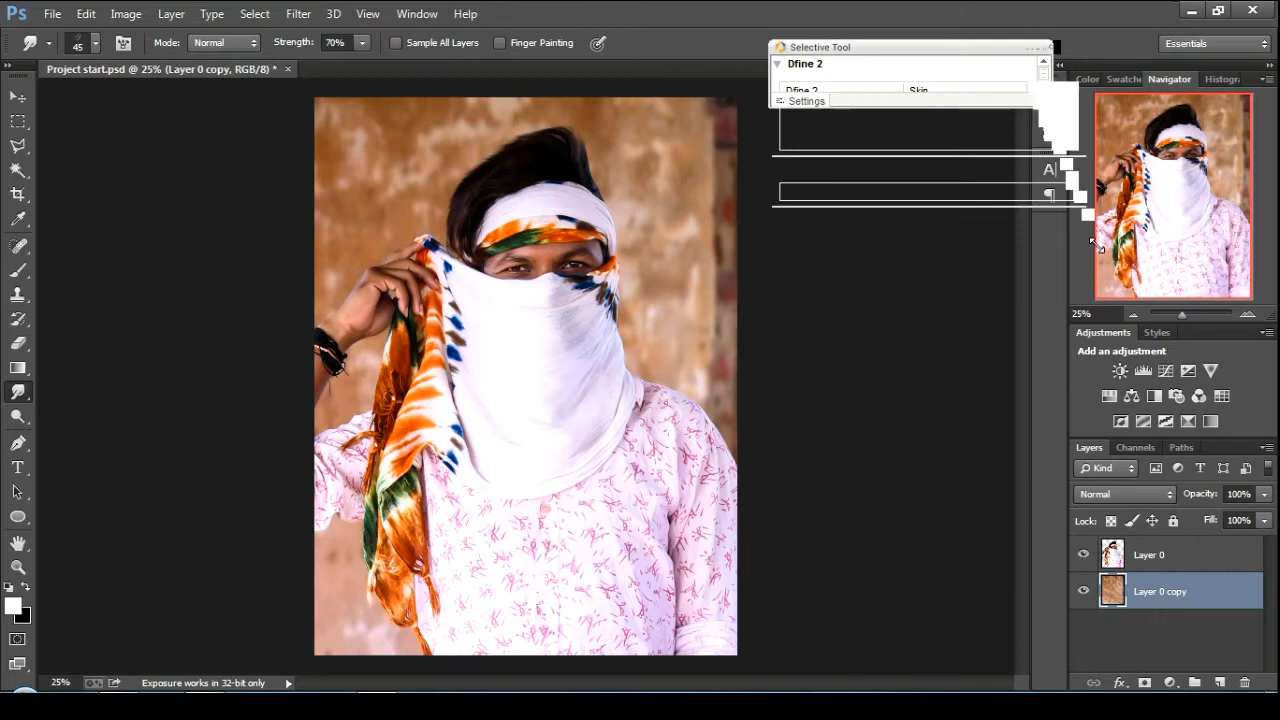 Ps File Edit Image Layer Type Select Filter 3D View Window Help
45 Mode: Normal Strength: 70% Sample All Layers Finger Painting Essentials
Selective Tool
Project start.psd @ 25% (Layer 0 copy, RGB/8) * ×
Dfine 2
Color Swatche Navigator Histogra
Dfine 2 Skin
Settings
A
25%
Adjustments Styles
Add an adjustment
Layers Channels Paths
Kind
Normal Opacity: 100%
Lock: Fill: 100%
Layer 0
Layer 0 copy
25% Exposure works in 32-bit only